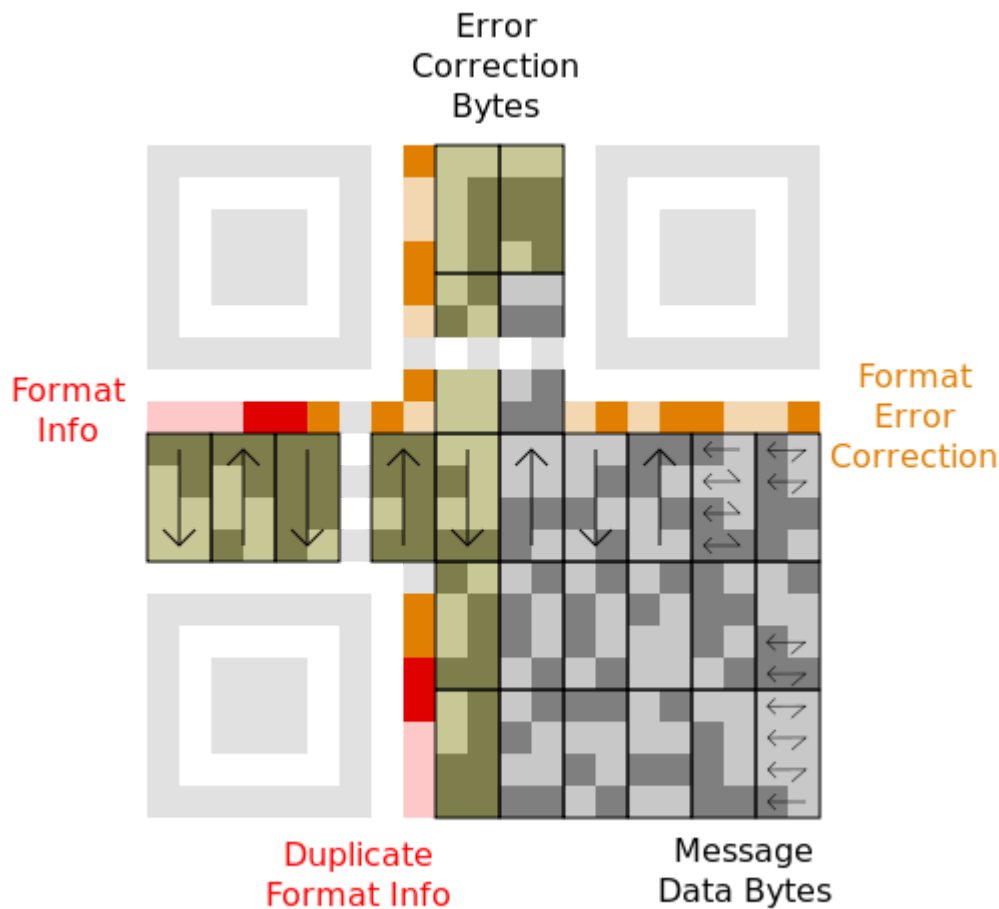 Error
Correction
Bytes
Format
Info
Format
Error
Correction
Duplicate
Format Info
Message
Data Bytes